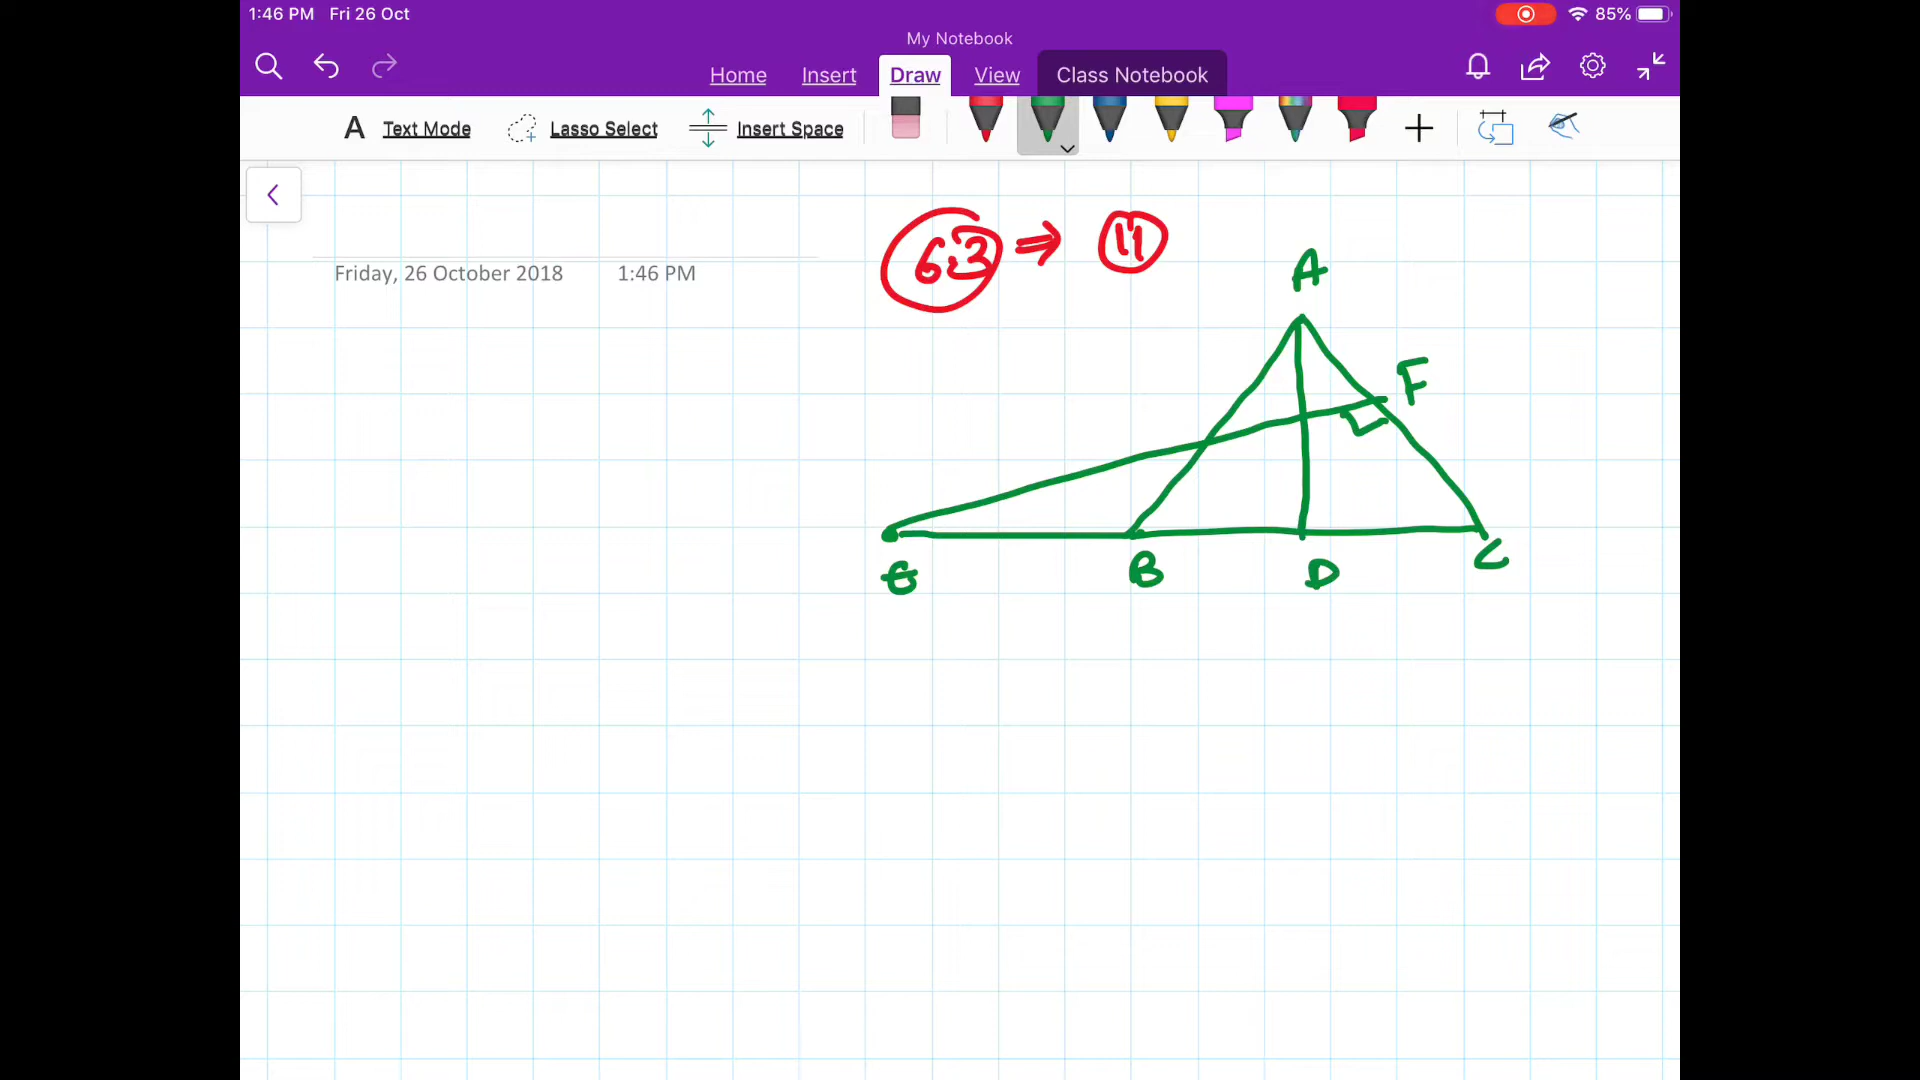 1:46 PM Fri 26 Oct 85%
My Notebook
Home Insert Draw View Class Notebook
A Text Mode Lasso Select Insert Space
6.3 ⇒ 11
Friday, 26 October 2018 1:46 PM
A
F
B D C